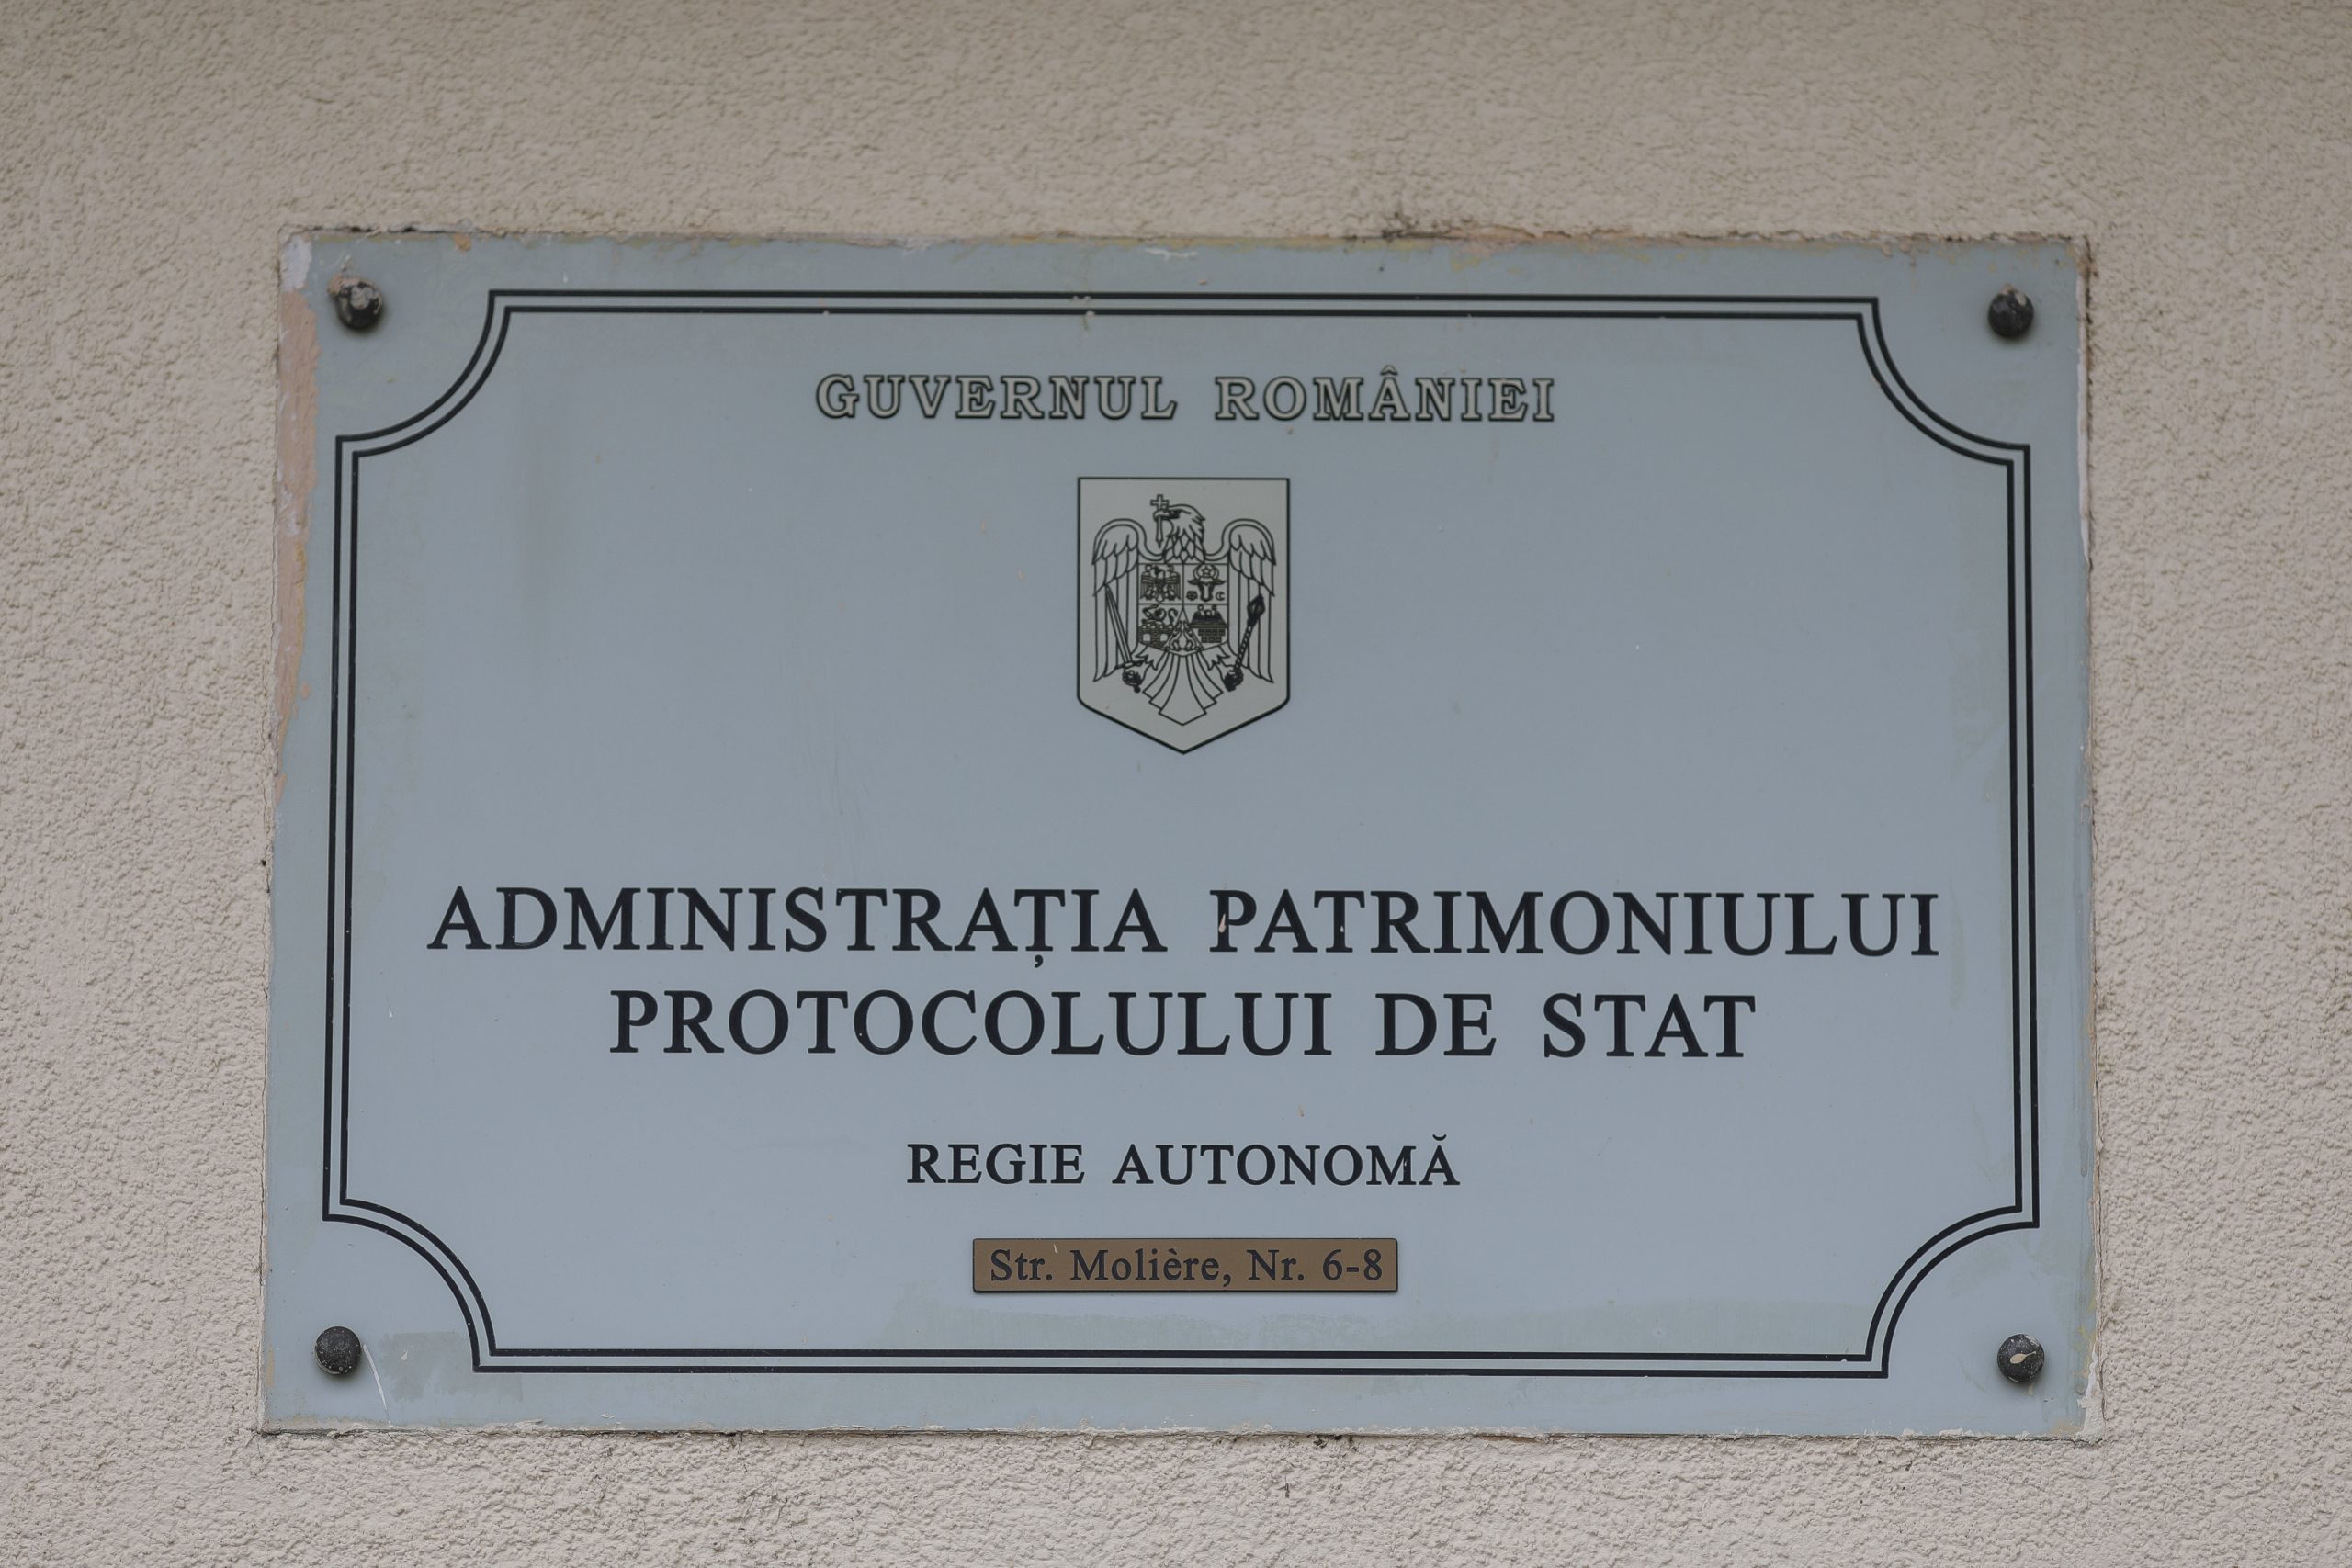 GUVERNUL ROMÂNIEI
ADMINISTRAȚIA PATRIMONIULUI
PROTOCOLULUI DE STAT
REGIE AUTONOMĂ
Str. Molière, Nr. 6-8